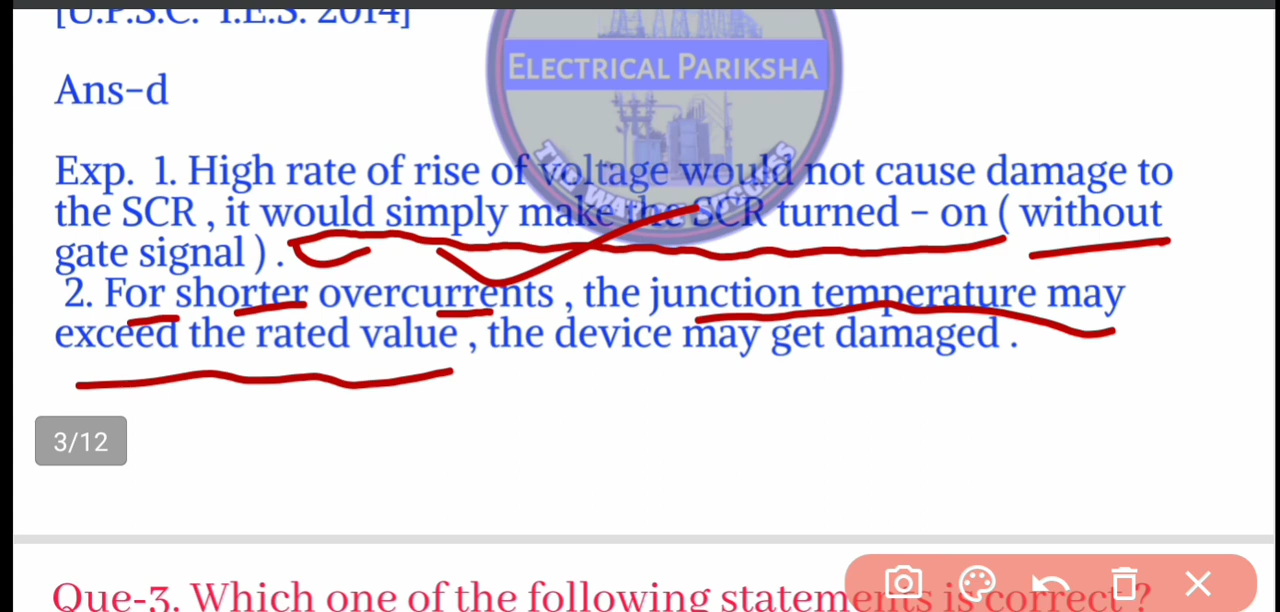 [U.P.S.C. I.E.S. 2014]
ELECTRICAL PARIKSHA
Ans-d
Exp. 1. High rate of rise of voltage would not cause damage to
the SCR , it would simply make the SCR turned - on ( without
gate signal ) .
2. For shorter overcurrents , the junction temperature may
exceed the rated value , the device may get damaged .
3/12
Que-3. Which one of the following statements is correct ?